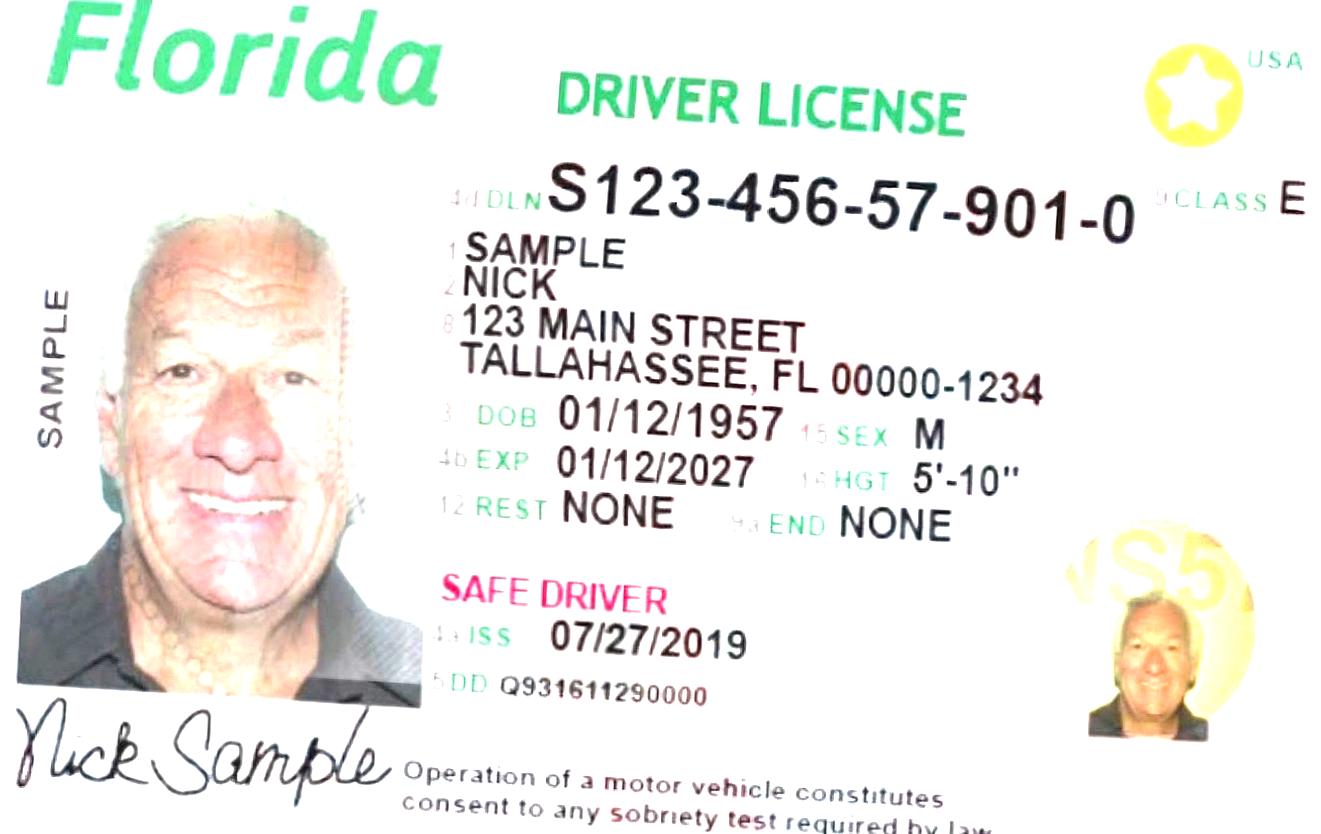 Florida
DRIVER LICENSE
USA
4d DLN S123-456-57-901-0 9 CLASS E
1 SAMPLE
2 NICK
8 123 MAIN STREET
TALLAHASSEE, FL 00000-1234
3 DOB 01/12/1957 15 SEX M
4b EXP 01/12/2027 16 HGT 5'-10"
12 REST NONE 9a END NONE
SAFE DRIVER
4a ISS 07/27/2019
5 DD Q931611290000
SAMPLE
Nick Sample
Operation of a motor vehicle constitutes
consent to any sobriety test required by law